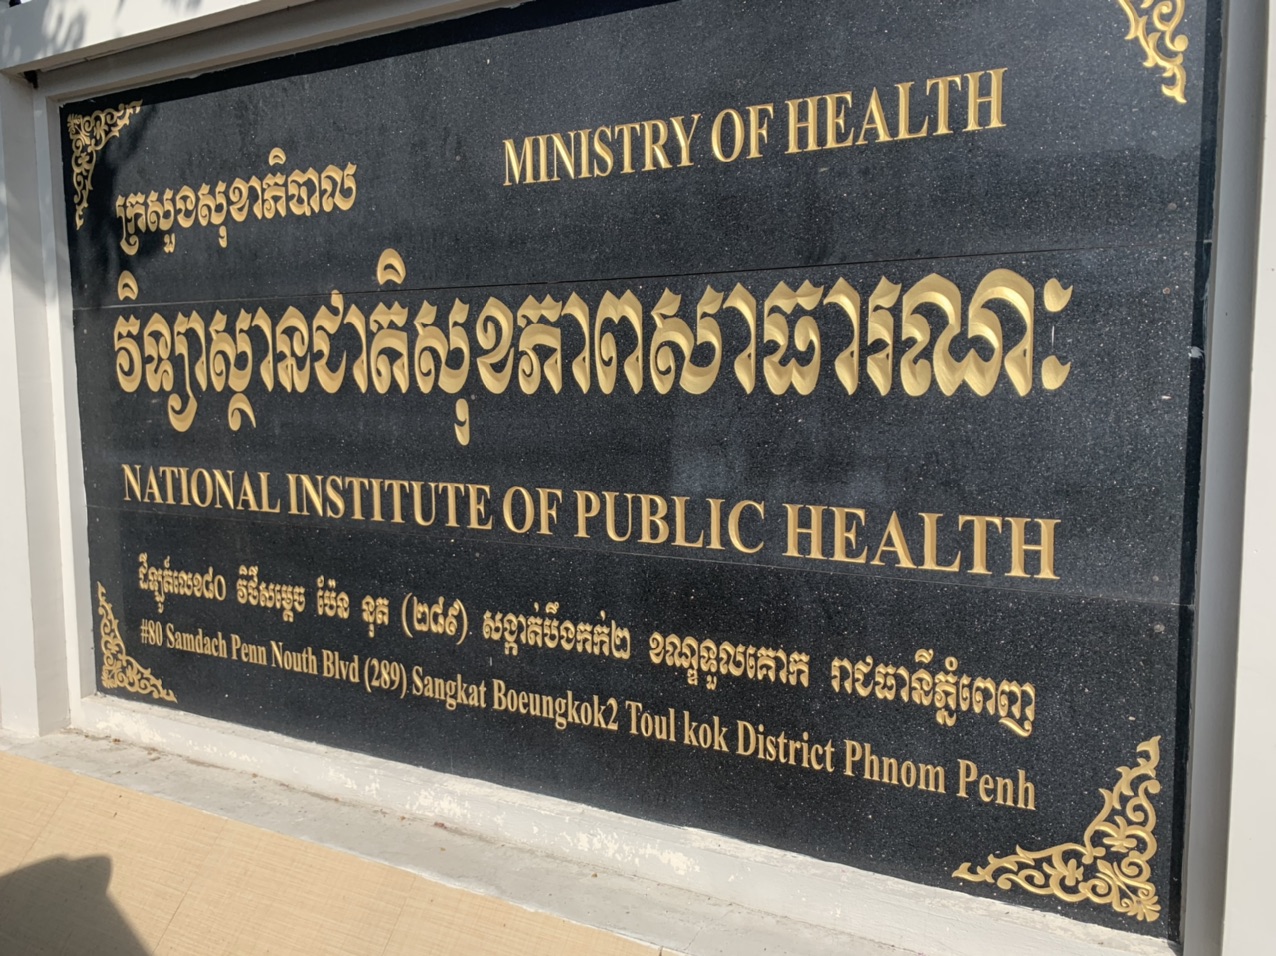 ក្រសួងសុខាភិបាល
MINISTRY OF HEALTH
វិទ្យាស្ថានជាតិសុខភាពសាធារណៈ
NATIONAL INSTITUTE OF PUBLIC HEALTH
ដីឡូត៍លេខ៨០ វិថីសម្តេច ប៉ែន នុត (២៨៩) សង្កាត់បឹងកក់២ ខណ្ឌទួលគោក រាជធានីភ្នំពេញ
#80 Samdach Penn Nouth Blvd (289) Sangkat Boeungkok2 Toul kok District Phnom Penh